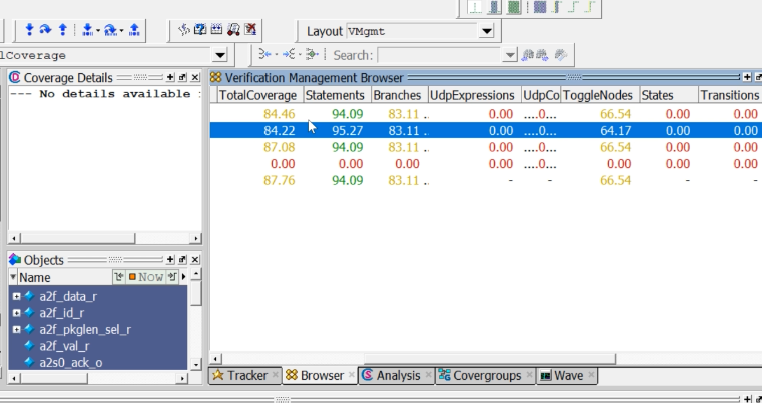 Layout VMgmt
lCoverage
Search:
Coverage Details
--- No details available
Verification Management Browser
TotalCoverage Statements Branches UdpExpressions UdpCo ToggleNodes States Transitions
84.46 94.09 83.11 .. 0.00 ....0... 66.54 0.00 0.00
84.22 95.27 83.11 .. 0.00 ....0... 64.17 0.00 0.00
87.08 94.09 83.11 .. 0.00 ....0... 66.54 0.00 0.00
0.00 0.00 0.00 0.00 ....0... 0.00 0.00 0.00
87.76 94.09 83.11 .. - - 66.54 - -
Objects
Name Now
a2f_data_r
a2f_id_r
a2f_pkglen_sel_r
a2f_val_r
a2s0_ack_o
Tracker Browser Analysis Covergroups Wave